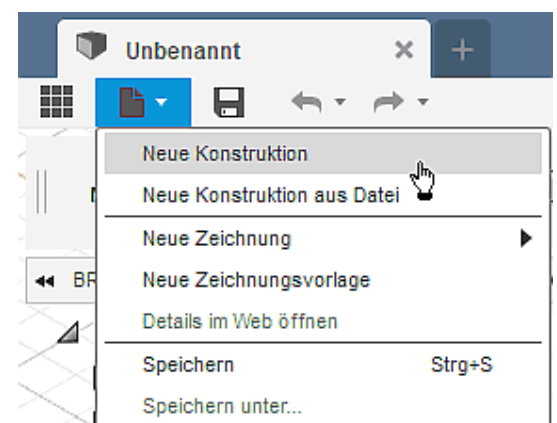 Unbenannt
Neue Konstruktion
Neue Konstruktion aus Datei
Neue Zeichnung
BR
Neue Zeichnungsvorlage
Details im Web öffnen
Speichern Strg+S
Speichern unter...